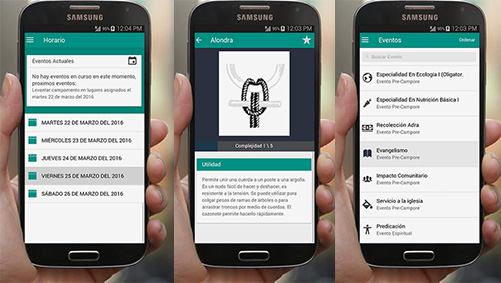 SAMSUNG
95% 12:04 PM
Horario
Eventos Actuales
No hay eventos en curso en este momento,
proximos eventos:
Levantar campamento en lugares asignados el
martes 22 de marzo del 2016
MARTES 22 DE MARZO DEL 2016
MIÉRCOLES 23 DE MARZO DEL 2016
JUEVES 24 DE MARZO DEL 2016
VIERNES 25 DE MARZO DEL 2016
SÁBADO 26 DE MARZO DEL 2016
SAMSUNG
95% 12:03 PM
Alondra
Complejidad 1 \ 5
Utilidad
Permite unir una cuerda a un poste a una argolla.
Es un nudo fácil de hacer y deshacer, es
resistente a la tensión. Se puede utilizar para
colgar pesos de ramas de árboles o para
arrastrar troncos por medio de cuerdas. El
cazonete permite hacerlo rápidamente.
SAMSUNG
95% 12:03 PM
Eventos
Ordenar
Buscar Evento
Especialidad En Ecología I (Oligator.
Evento Pre-Campore
Especialidad En Nutrición Básica I
Evento Pre-Campore
Recolección Adra
Evento Pre-Campore
Evangelismo
Evento Pre-Campore
Impacto Comunitario
Evento Pre-Campore
Servicio a la iglesia
Evento Pre-Campore
Predicación
Evento Espiritual